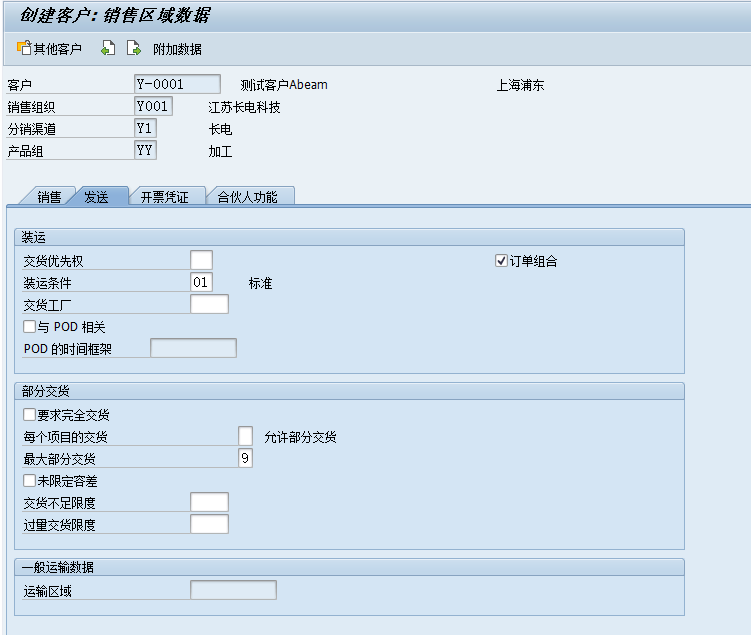 创建客户: 销售区域数据
其他客户 附加数据
客户 Y-0001 测试客户Abeam 上海浦东
销售组织 Y001 江苏长电科技
分销渠道 Y1 长电
产品组 YY 加工
销售 发送 开票凭证 合伙人功能
装运
交货优先权 订单组合
装运条件 01 标准
交货工厂
与 POD 相关
POD 的时间框架
部分交货
要求完全交货
每个项目的交货 允许部分交货
最大部分交货 9
未限定容差
交货不足限度
过量交货限度
一般运输数据
运输区域